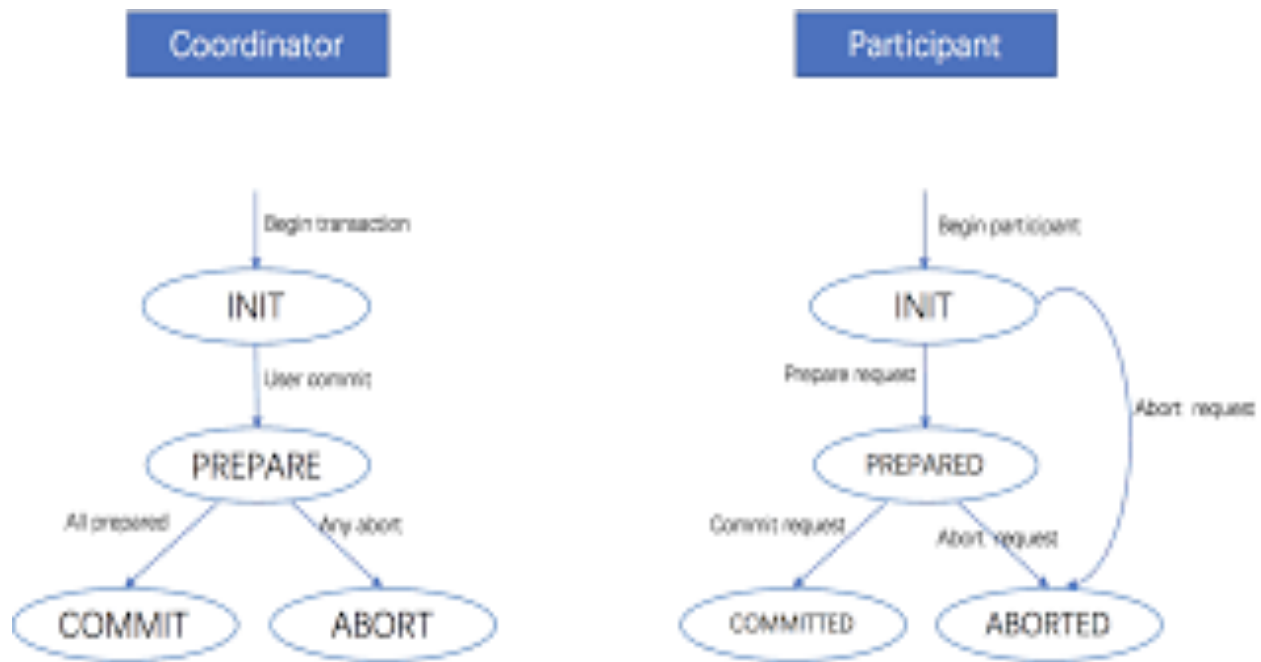 Coordinator
Participant
Begin transaction
Begin participant
INIT
INIT
User commit
Prepare request
Abort request
PREPARE
PREPARED
All prepared
Any abort
Commit request
Abort request
COMMIT
ABORT
COMMITTED
ABORTED